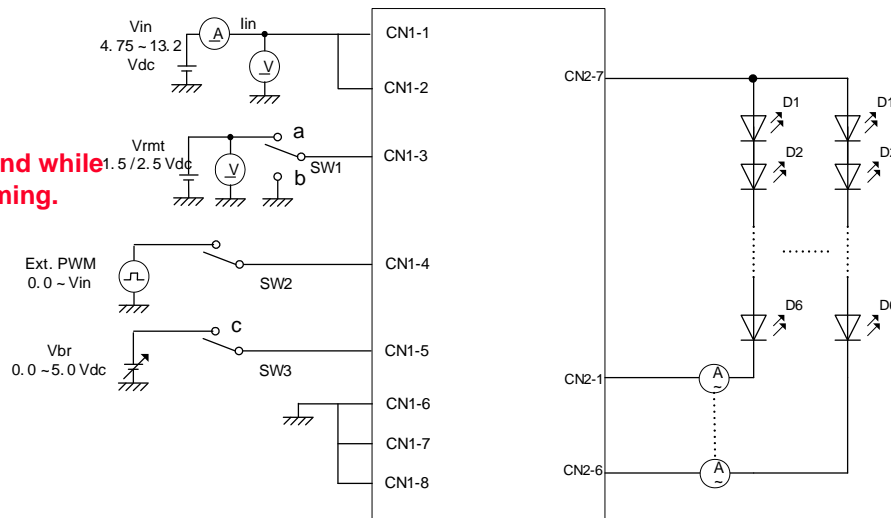 Vin
4.75 ~ 13.2
Vdc
A
Iin
V
CN1-1
CN1-2
Vrmt
1.5 / 2.5 Vdc
V
a
b
SW1
CN1-3
nd while
ming.
Ext. PWM
0.0 ~ Vin
SW2
CN1-4
Vbr
0.0 ~ 5.0 Vdc
c
SW3
CN1-5
CN1-6
CN1-7
CN1-8
CN2-7
D1
D1
D2
D6
CN2-1
A
~
CN2-6
A
~